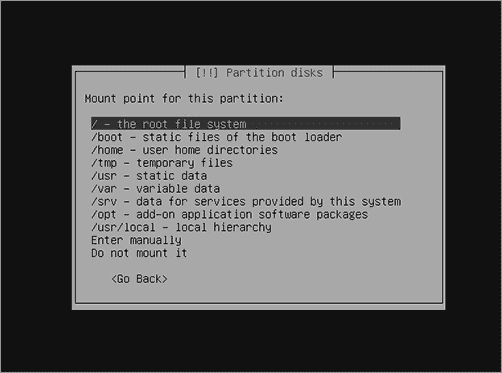 [!!] Partition disks
Mount point for this partition:
/ - the root file system
/boot - static files of the boot loader
/home - user home directories
/tmp - temporary files
/usr - static data
/var - variable data
/srv - data for services provided by this system
/opt - add-on application software packages
/usr/local - local hierarchy
Enter manually
Do not mount it
<Go Back>